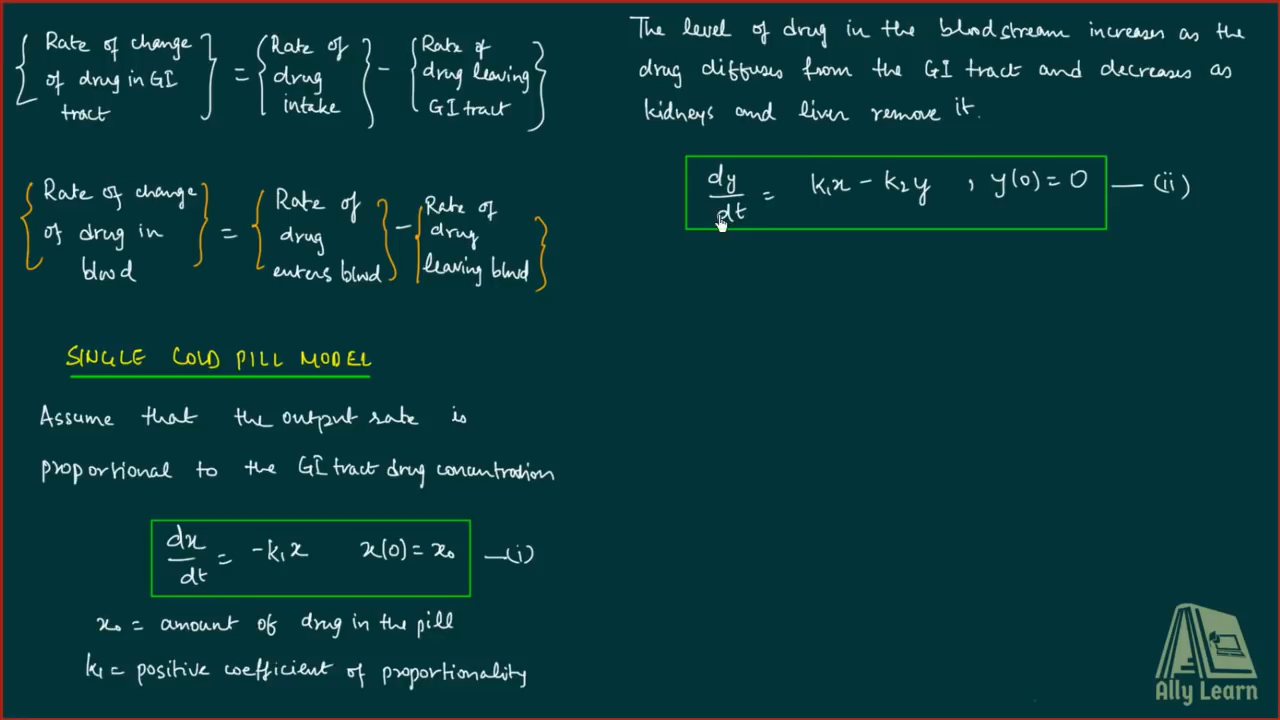 {Rate of change of drug in GI tract} = {Rate of drug intake} - {Rate of drug leaving GI tract}
{Rate of change of drug in blood} = {Rate of drug enters blood} - {Rate of drug leaving blood}
SINGLE COLD PILL MODEL
Assume that the output rate is
proportional to the GI tract drug concentration
dx/dt = -k₁x x(0) = x₀ —(i)
x₀ = amount of drug in the pill
k₁ = positive coefficient of proportionality
The level of drug in the bloodstream increases as the
drug diffuses from the GI tract and decreases as
kidneys and liver remove it.
dy/dt = k₁x - k₂y , y(0) = 0 — (ii)
Ally Learn